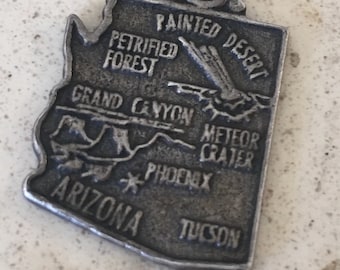 PAINTED DESERT
PETRIFIED
FOREST
GRAND CANYON
METEOR
CRATER
PHOENIX
ARIZONA
TUCSON